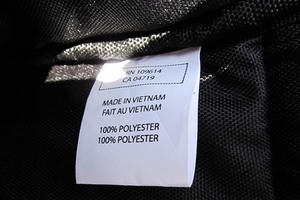 RN 109614
CA 04719
MADE IN VIETNAM
FAIT AU VIETNAM
100% POLYESTER
100% POLYESTER